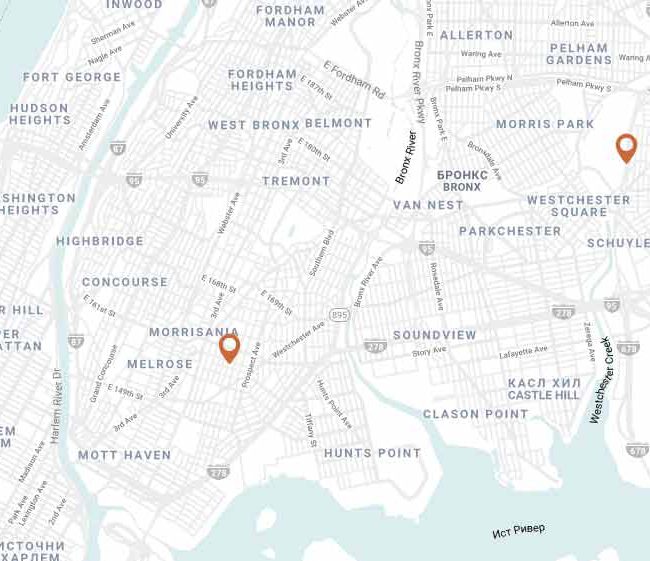 INWOOD
FORDHAM
MANOR
Webster Ave
Bronx Park E
Allerton Ave
Sherman Ave
ALLERTON
Nagle Ave
Waring Ave
PELHAM
GARDENS
Waring A
FORT GEORGE
FORDHAM
HEIGHTS
E Fordham Rd
E 187th St
Bronx River Pkwy
Pelham Pkwy N
Pelham Pkwy S
Pelham Pkwy S
HUDSON
HEIGHTS
Amsterdam Ave
University Ave
Bronx Park E
WEST BRONX
BELMONT
MORRIS PARK
87
3rd Ave
E 180th St
Bronx River
Bronxdale Ave
95
95
TREMONT
БРОНКС
BRONX
SHINGTON
HEIGHTS
Webster Ave
VAN NEST
WESTCHESTER
SQUARE
PARKCHESTER
HIGHBRIDGE
Southern Blvd
95
SCHUYLE
CONCOURSE
E 168th St
E 169th St
Bronx River Ave
Rosedale Ave
R HILL
E 161st St
3rd Ave
895
278
95
PER
ATTAN
MORRISANIA
Westchester Ave
SOUNDVIEW
Zerega Ave
87
278
678
MELROSE
Prospect Ave
Story Ave
Lafayette Ave
Grand Concourse
E 149th St
3rd Ave
Hunts Point Ave
КАСЛ ХИЛ
CASTLE HILL
Westchester Creek
Harlem River Dr
3rd Ave
Tiffany St
CLASON POINT
EM
M
MOTT HAVEN
HUNTS POINT
Madison Ave
278
678
Park Ave
Lexington Ave
2nd Ave
Ист Ривер
ИСТОЧНИ
ХАРЛЕМ